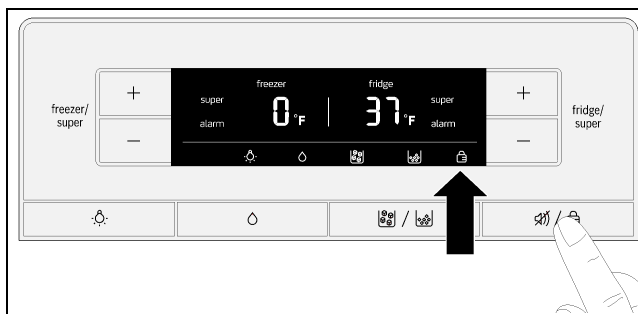 freezer fridge
super super
0°F 37°F
alarm alarm
freezer/
super
+
−
+
−
fridge/
super
/
/